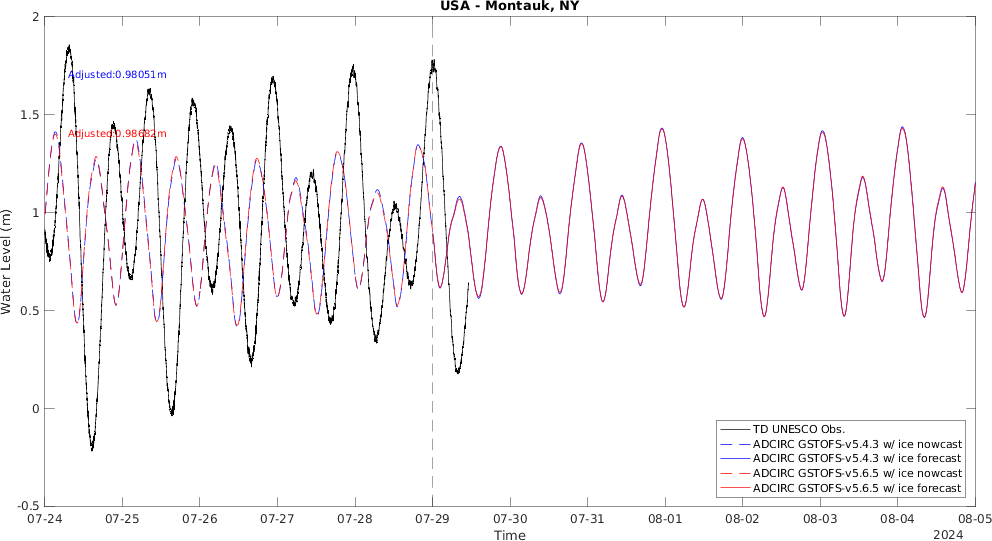 USA - Montauk, NY
Water Level (m)
2
1.5
1
0.5
0
-0.5
Adjusted:0.98051m
Adjusted:0.98682m
TD UNESCO Obs.
ADCIRC GSTOFS-v5.4.3 w/ ice nowcast
ADCIRC GSTOFS-v5.4.3 w/ ice forecast
ADCIRC GSTOFS-v5.6.5 w/ ice nowcast
ADCIRC GSTOFS-v5.6.5 w/ ice forecast
07-24 07-25 07-26 07-27 07-28 07-29 07-30 07-31 08-01 08-02 08-03 08-04 08-05
Time
2024